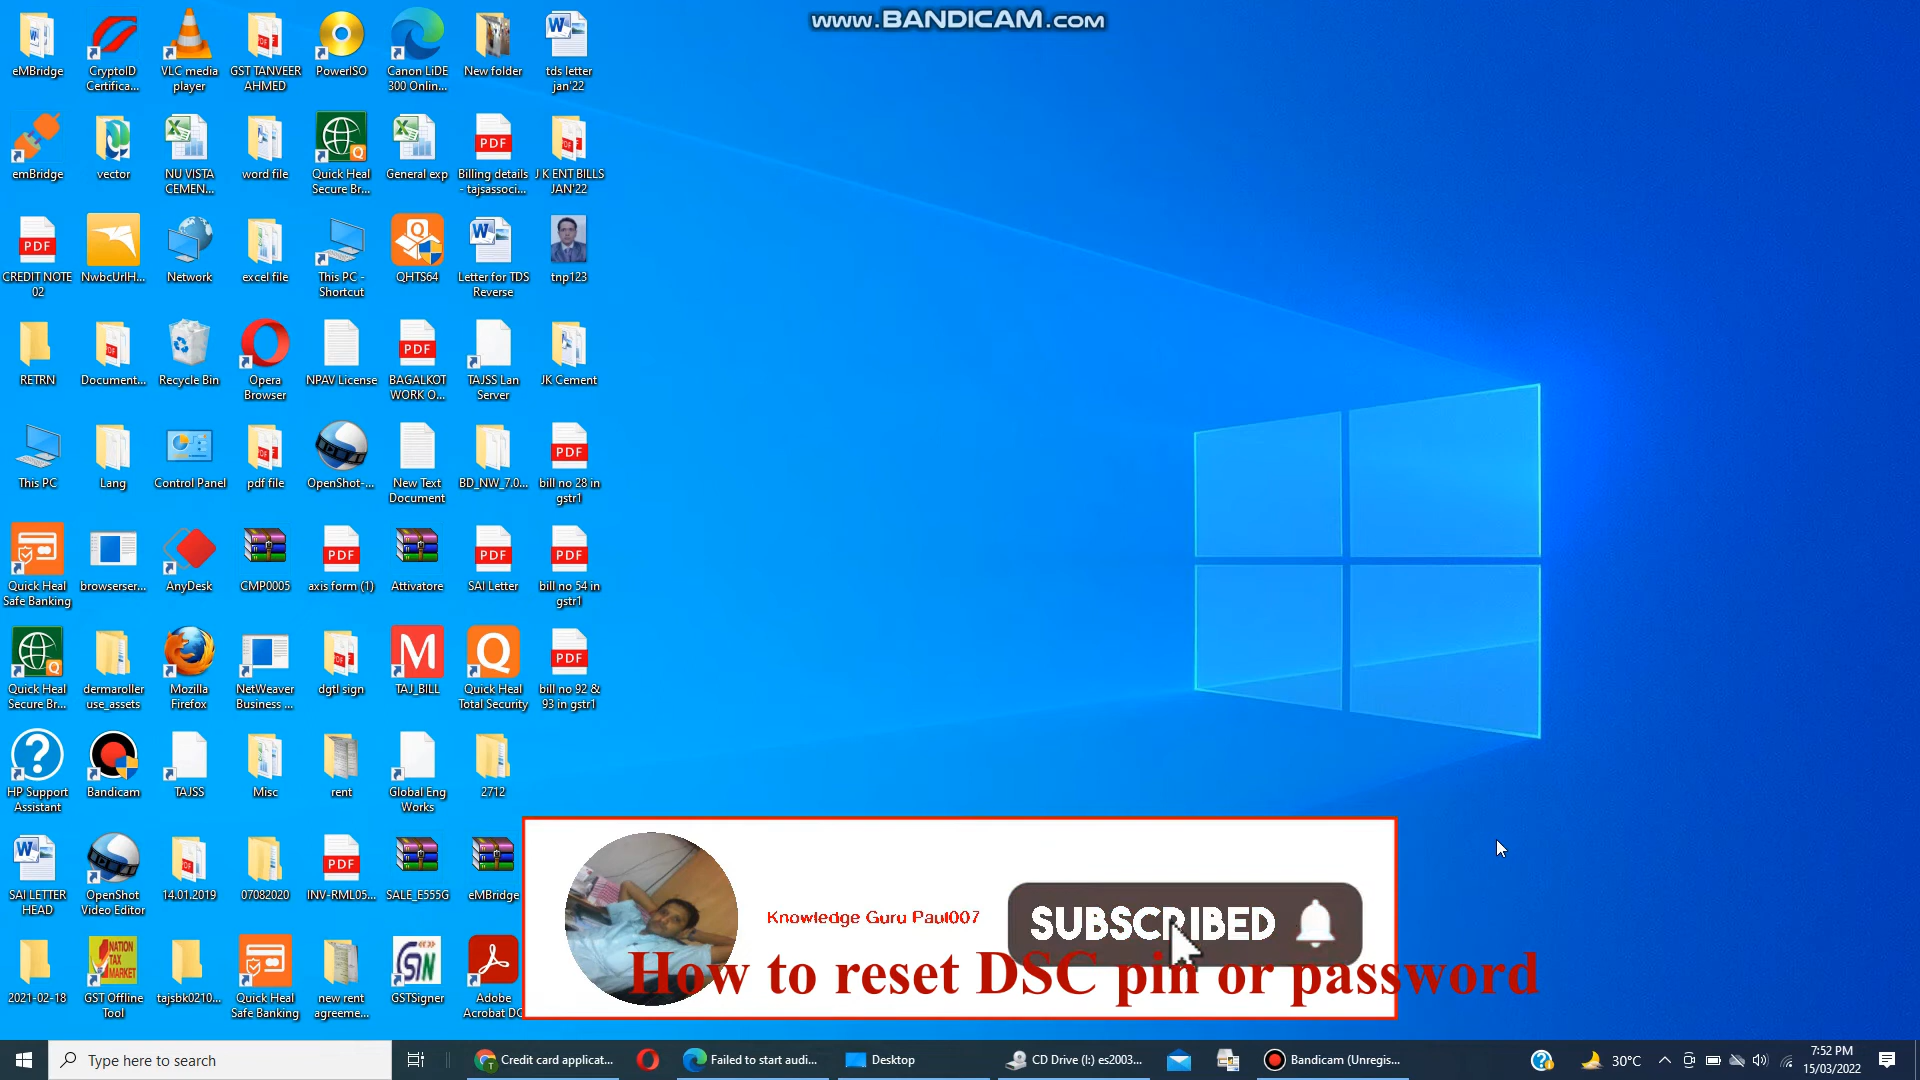 www.BANDICAM.com
eMBridge
CryptoID
Certifica...
VLC media
player
GST TANVEER
AHMED
PowerISO
Canon LiDE
300 Onlin...
New folder
tds letter
jan'22
emBridge
vector
NU VISTA
CEMEN...
word file
Quick Heal
Secure Br...
General exp
PDF
Billing details
- tajsassoci...
J K ENT BILLS
JAN'22
PDF
CREDIT NOTE
02
NwbcUrlH...
Network
excel file
This PC -
Shortcut
QHTS64
Letter for TDS
Reverse
tnp123
RETRN
Document...
Recycle Bin
Opera
Browser
NPAV License
PDF
BAGALKOT
WORK O...
TAJSS Lan
Server
JK Cement
This PC
Lang
Control Panel
pdf file
OpenShot-...
New Text
Document
BD_NW_7.0...
PDF
bill no 28 in
gstr1
Quick Heal
Safe Banking
browserser...
AnyDesk
CMP0005
PDF
axis form (1)
Attivatore
PDF
SAI Letter
PDF
bill no 54 in
gstr1
Quick Heal
Secure Br...
dermaroller
use_assets
Mozilla
Firefox
NetWeaver
Business ...
dgtl sign
M
TAJ_BILL
Q
Quick Heal
Total Security
PDF
bill no 92 &
93 in gstr1
HP Support
Assistant
Bandicam
TAJSS
Misc
rent
Global Eng
Works
2712
SAI LETTER
HEAD
OpenShot
Video Editor
14.01.2019
07082020
PDF
INV-RML05...
SALE_E555G
eMBridge
2021-02-18
NATION
TAX
MARKET
GST Offline
Tool
tajsbk0210...
Quick Heal
Safe Banking
new rent
agreeme...
GSTSigner
Adobe
Acrobat DC
Knowledge Guru Paul007
SUBSCRIBED
How to reset DSC pin or password
Type here to search
Credit card applicat...
Failed to start audi...
Desktop
CD Drive (I:) es2003...
Bandicam (Unregis...
30°C
7:52 PM
15/03/2022